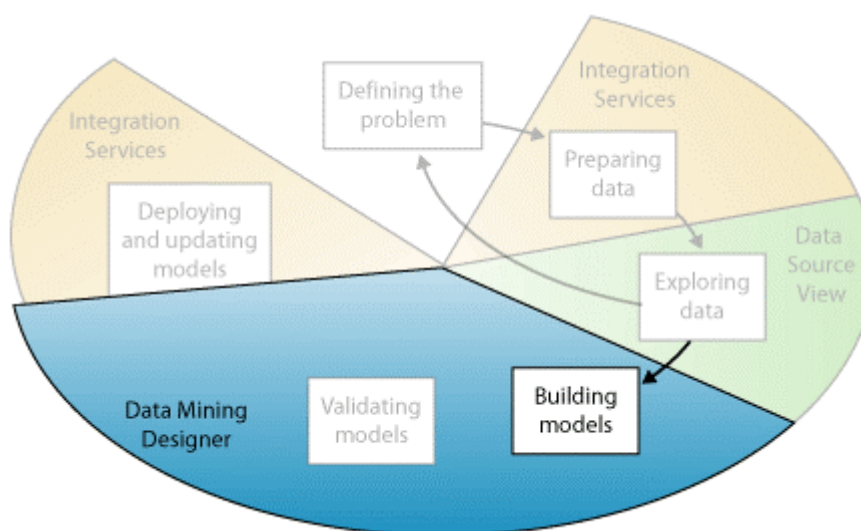 Integration
Services
Deploying
and updating
models
Defining the
problem
Integration
Services
Preparing
data
Data
Source
View
Exploring
data
Data Mining
Designer
Validating
models
Building
models